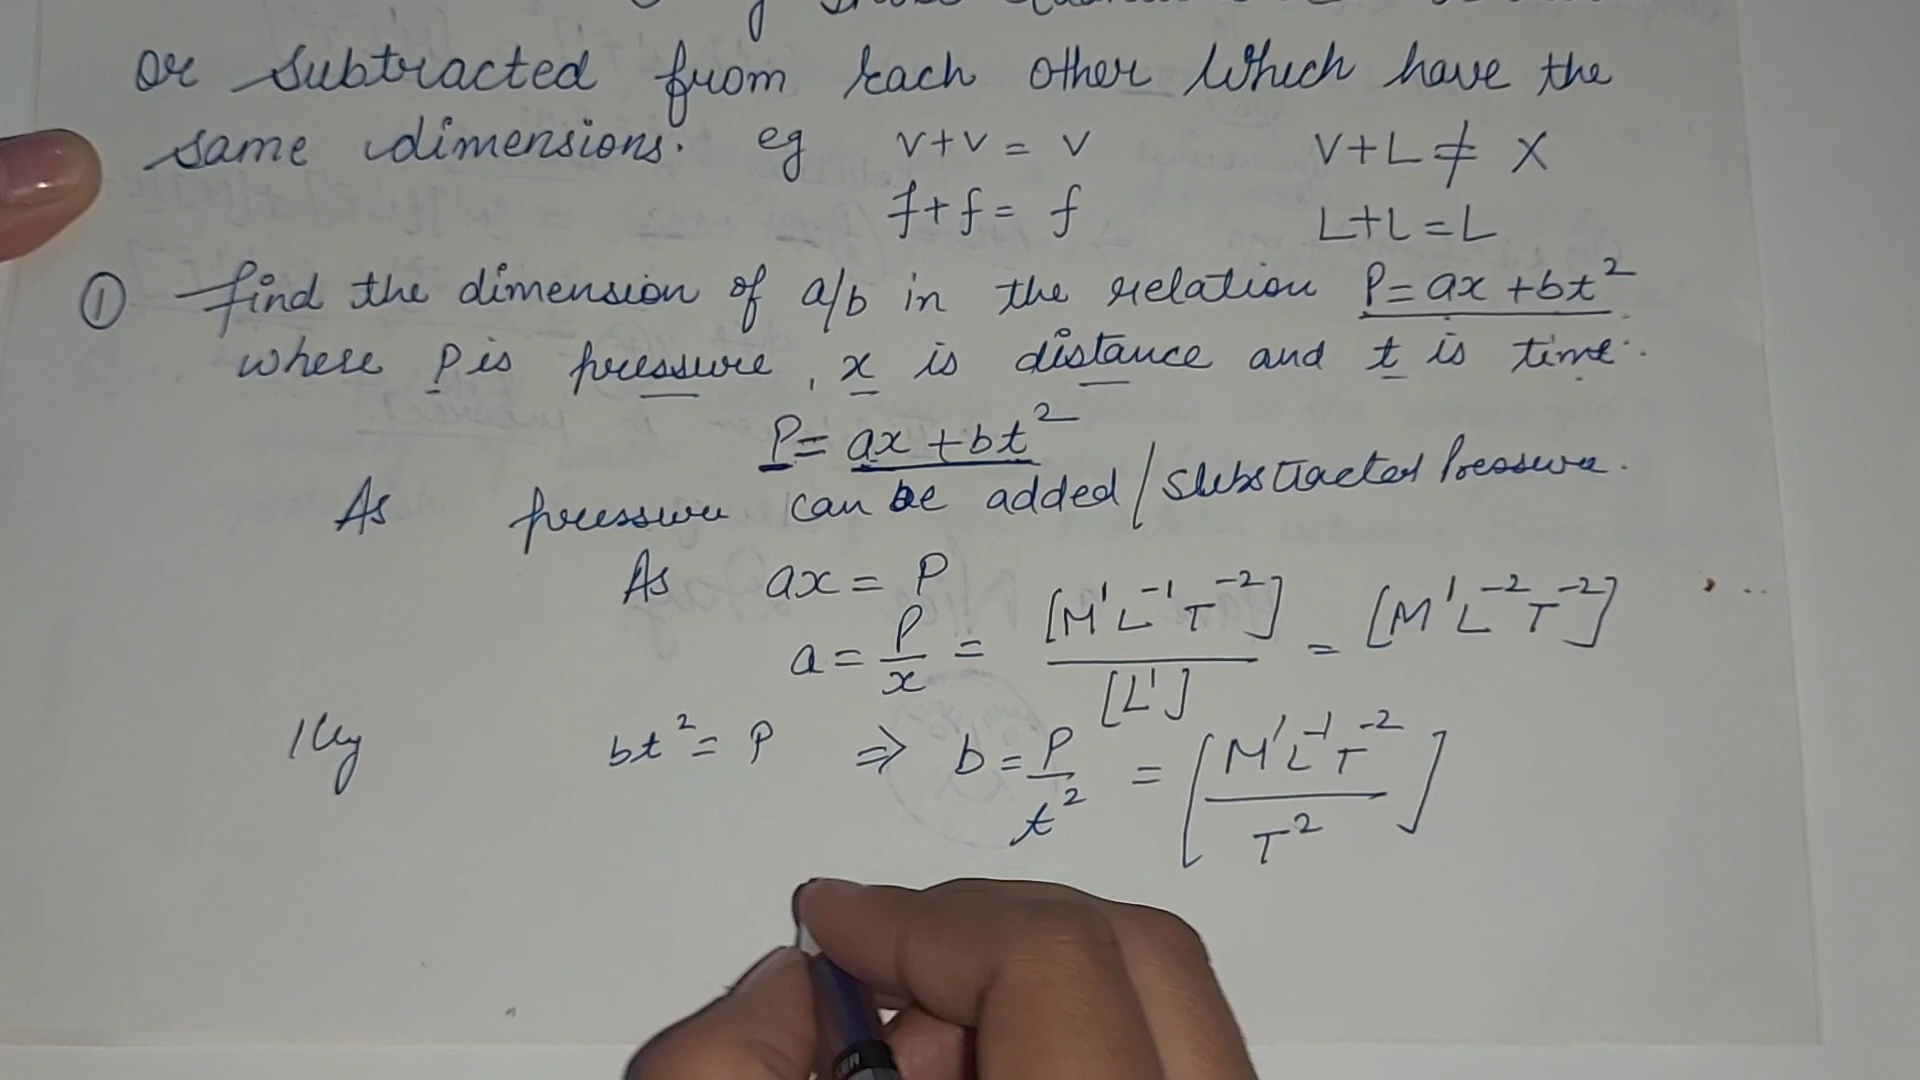 or subtracted from each other which have the
same dimensions. eg v+v = v V+L ≠ X
f+f = f L+L = L
① find the dimension of a/b in the relation P=ax+bt²
where P is pressure, x is distance and t is time.
P= ax+bt²
As pressure can be added/substracted Pressure.
As ax = P
a = P/x = [M¹L⁻¹T⁻²]/[L¹] = [M¹L⁻²T⁻²]
llly bt² = P ⇒ b = P/t² = [M¹L⁻¹T⁻²/T²]